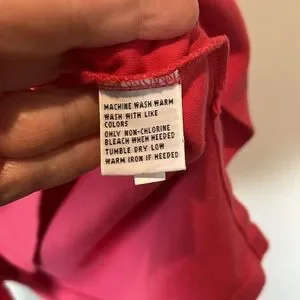 MACHINE WASH WARM
WASH WITH LIKE
COLORS
ONLY NON-CHLORINE
BLEACH WHEN NEEDED
TUMBLE DRY LOW
WARM IRON IF NEEDED